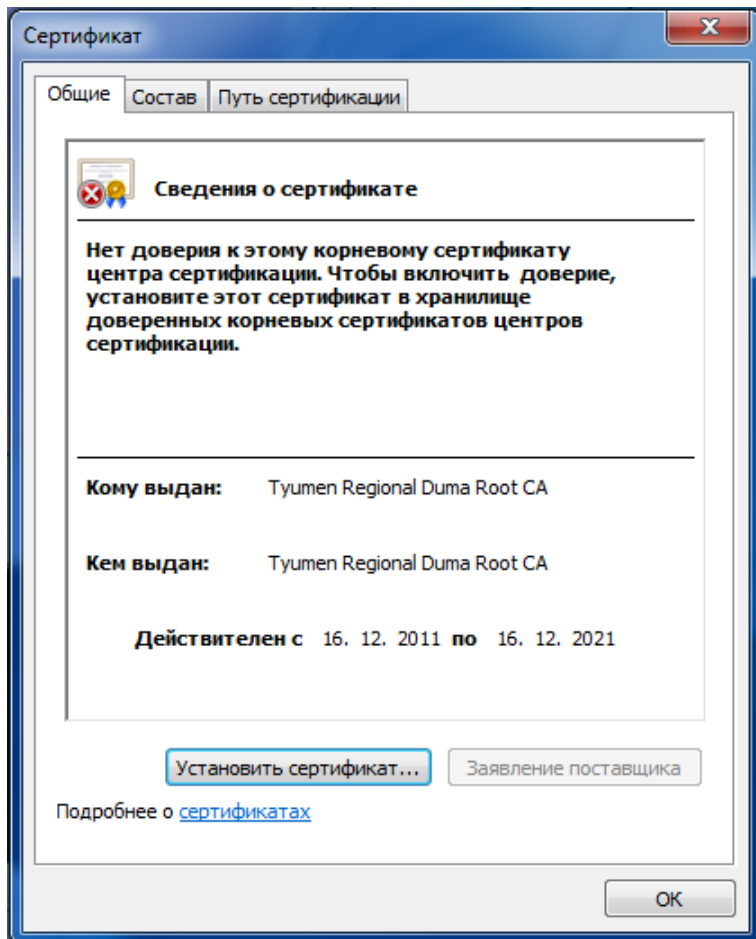 Сертификат
Общие Состав Путь сертификации
Сведения о сертификате
Нет доверия к этому корневому сертификату
центра сертификации. Чтобы включить доверие,
установите этот сертификат в хранилище
доверенных корневых сертификатов центров
сертификации.
Кому выдан: Tyumen Regional Duma Root CA
Кем выдан: Tyumen Regional Duma Root CA
Действителен с 16. 12. 2011 по 16. 12. 2021
Установить сертификат... Заявление поставщика
Подробнее о сертификатах
ОК